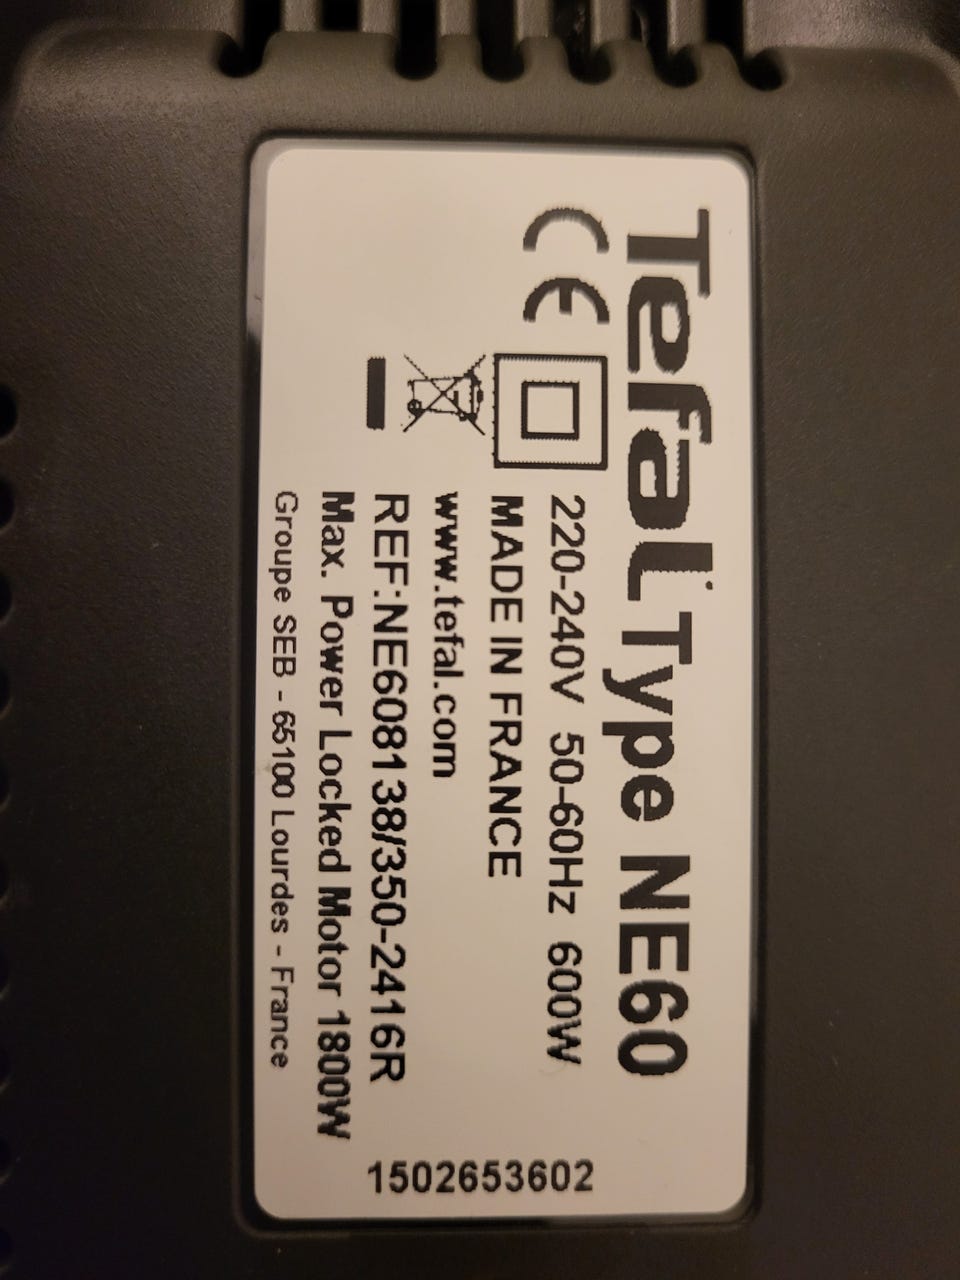 Tefal Type NE60
CE
220-240V 50-60Hz 600W
MADE IN FRANCE
www.tefal.com
REF:NE608138/350-2416R
Max. Power Locked Motor 1800W
Groupe SEB - 65100 Lourdes - France
1502653602